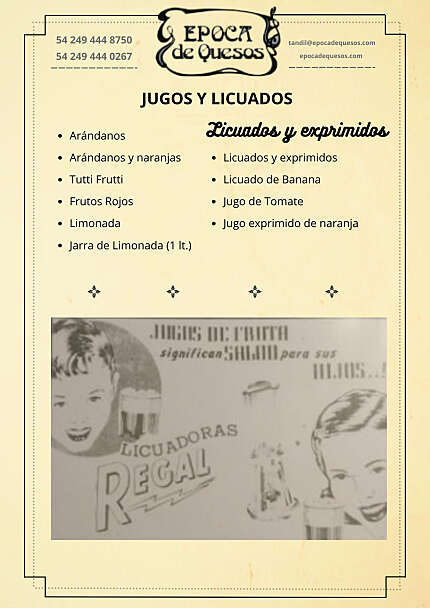 54 249 444 8750
54 249 444 0267
EPOCA
de Quesos
tandil@epocadequesos.com
epocadequesos.com
JUGOS Y LICUADOS
Arándanos
Arándanos y naranjas
Tutti Frutti
Frutos Rojos
Limonada
Jarra de Limonada (1 lt.)
Licuados y exprimidos
Licuados y exprimidos
Licuado de Banana
Jugo de Tomate
Jugo exprimido de naranja
JUGOS DE FRUTA
significan SALUD para sus
HIJOS..!
LICUADORAS
REGAL